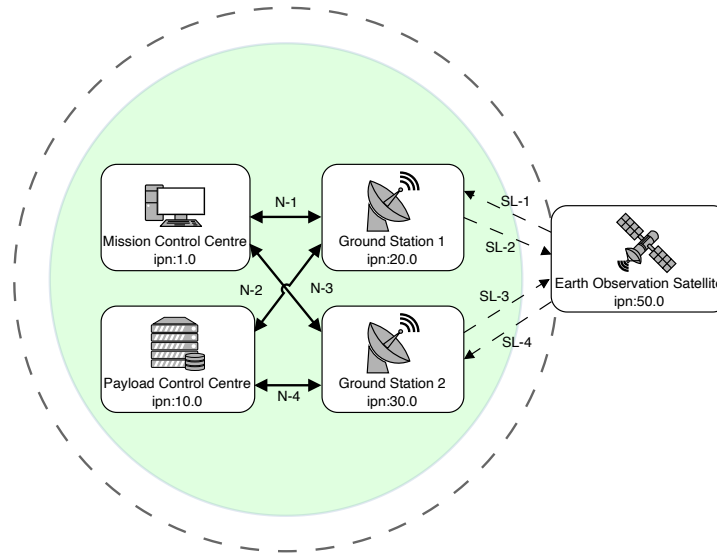 N-1
SL-1
Mission Control Centre
ipn:1.0
Ground Station 1
ipn:20.0
SL-2
Earth Observation Satellite
ipn:50.0
N-2
N-3
SL-3
SL-4
Payload Control Centre
ipn:10.0
N-4
Ground Station 2
ipn:30.0